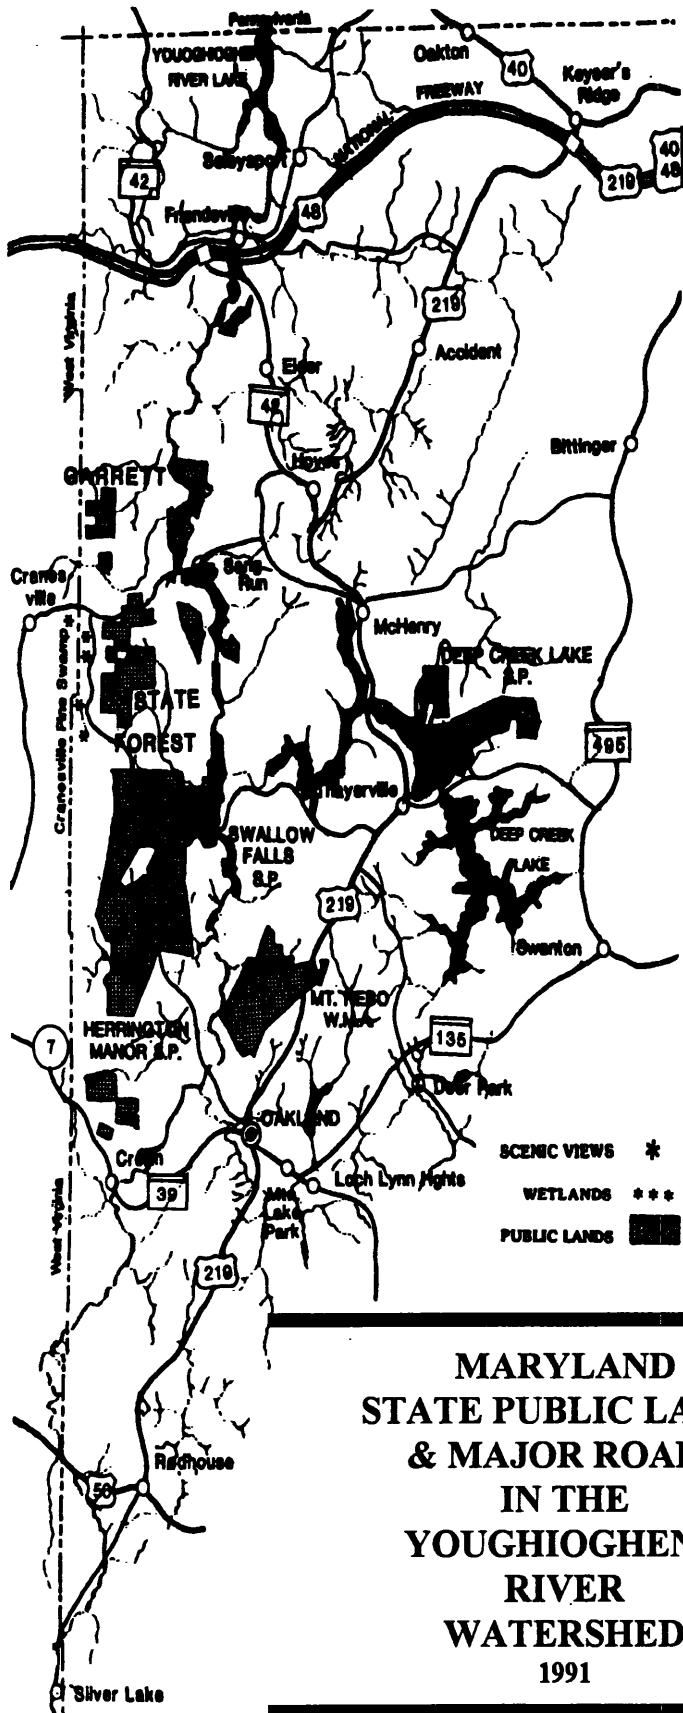 Pennsylvania
YOUGHIOGHEN
RIVER LAKE
Oakton
40
Keyser's
Ridge
NATIONAL
FREEWAY
Selbysport
42
40
48
219
Friendsville
48
219
West Virginia
Elder
Accident
42
Bittinger
Hoyes
GARRETT
Cranes
ville
Sang
Run
McHenry
Cranesville Pine Swamp
DEEP CREEK LAKE
S.P.
STATE
FOREST
495
Thayerville
SWALLOW
FALLS
S.P.
DEEP CREEK
LAKE
219
Swanton
MT. NEBO
W.M.A.
HERRINGTON
MANOR S.P.
7
135
Deer Park
OAKLAND
Crellin
39
Loch Lynn Hghts
Mtn
Lake
Park
West Virginia
219
SCENIC VIEWS *
WETLANDS * * *
PUBLIC LANDS
Redhouse
50
Silver Lake
MARYLAND
STATE PUBLIC LA
& MAJOR ROA
IN THE
YOUGHIOGHEN
RIVER
WATERSHED
1991